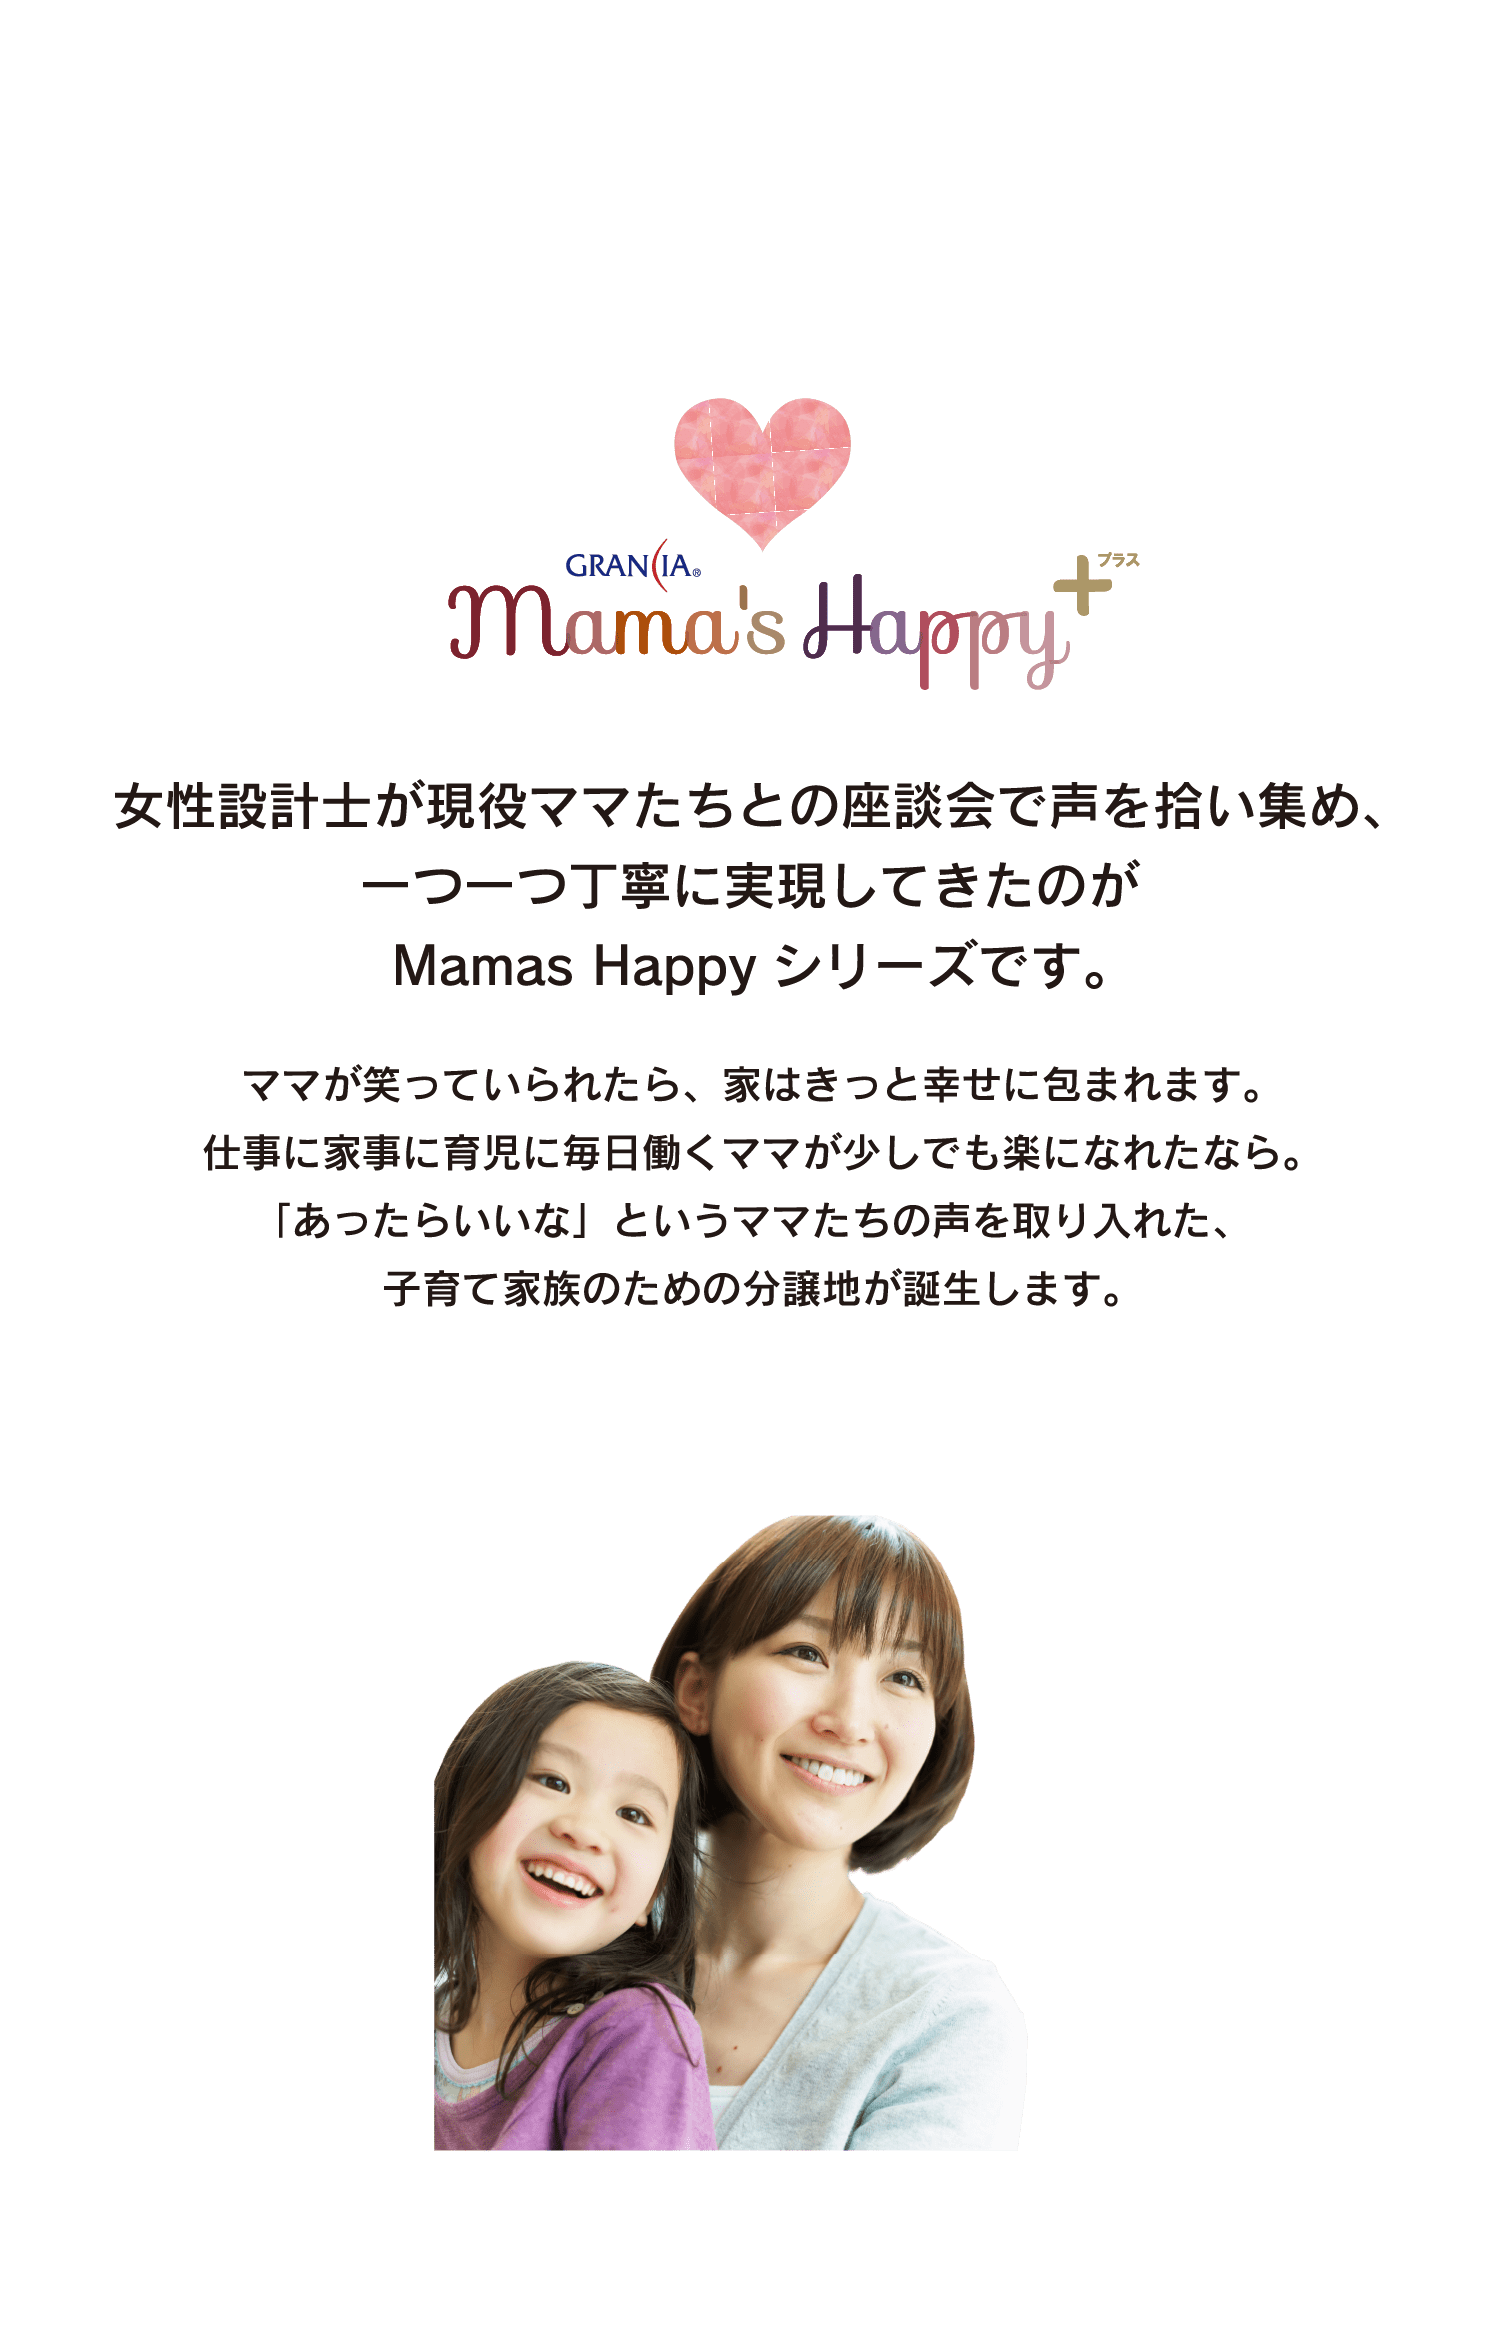 GRANCIA®
Mama's Happy+プラス
女性設計士が現役ママたちとの座談会で声を拾い集め、
一つ一つ丁寧に実現してきたのが
Mamas Happy シリーズです。
ママが笑っていられたら、家はきっと幸せに包まれます。
仕事に家事に育児に毎日働くママが少しでも楽になれたなら。
「あったらいいな」というママたちの声を取り入れた、
子育て家族のための分譲地が誕生します。